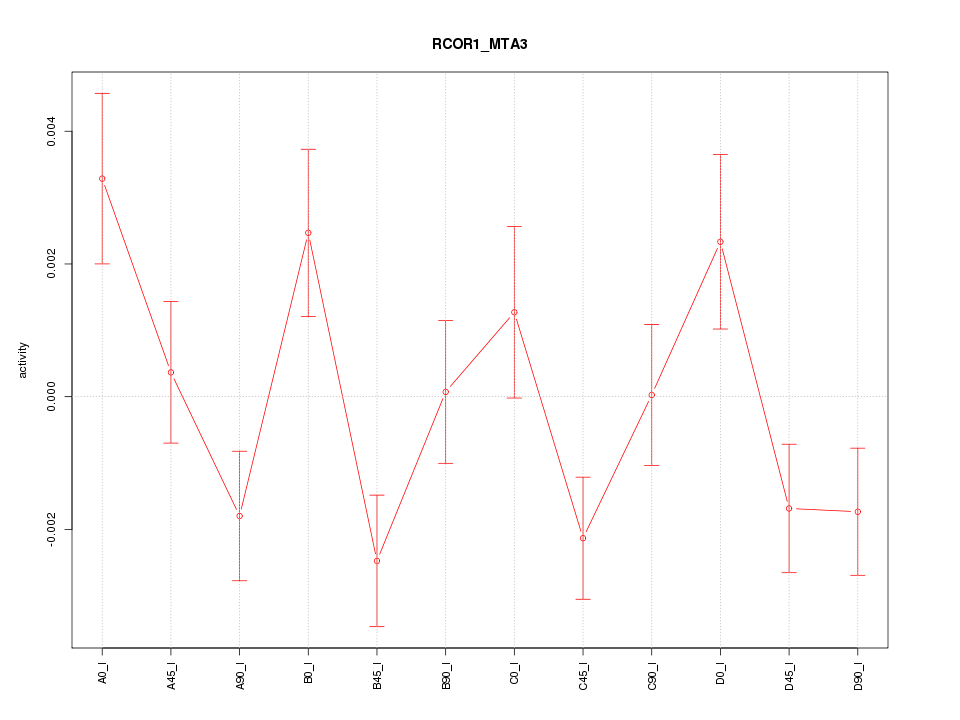 RCOR1_MTA3
activity
0.004
0.002
0.000
-0.002
A0_I
A45_I
A90_I
B0_I
B45_I
B90_I
C0_I
C45_I
C90_I
D0_I
D45_I
D90_I